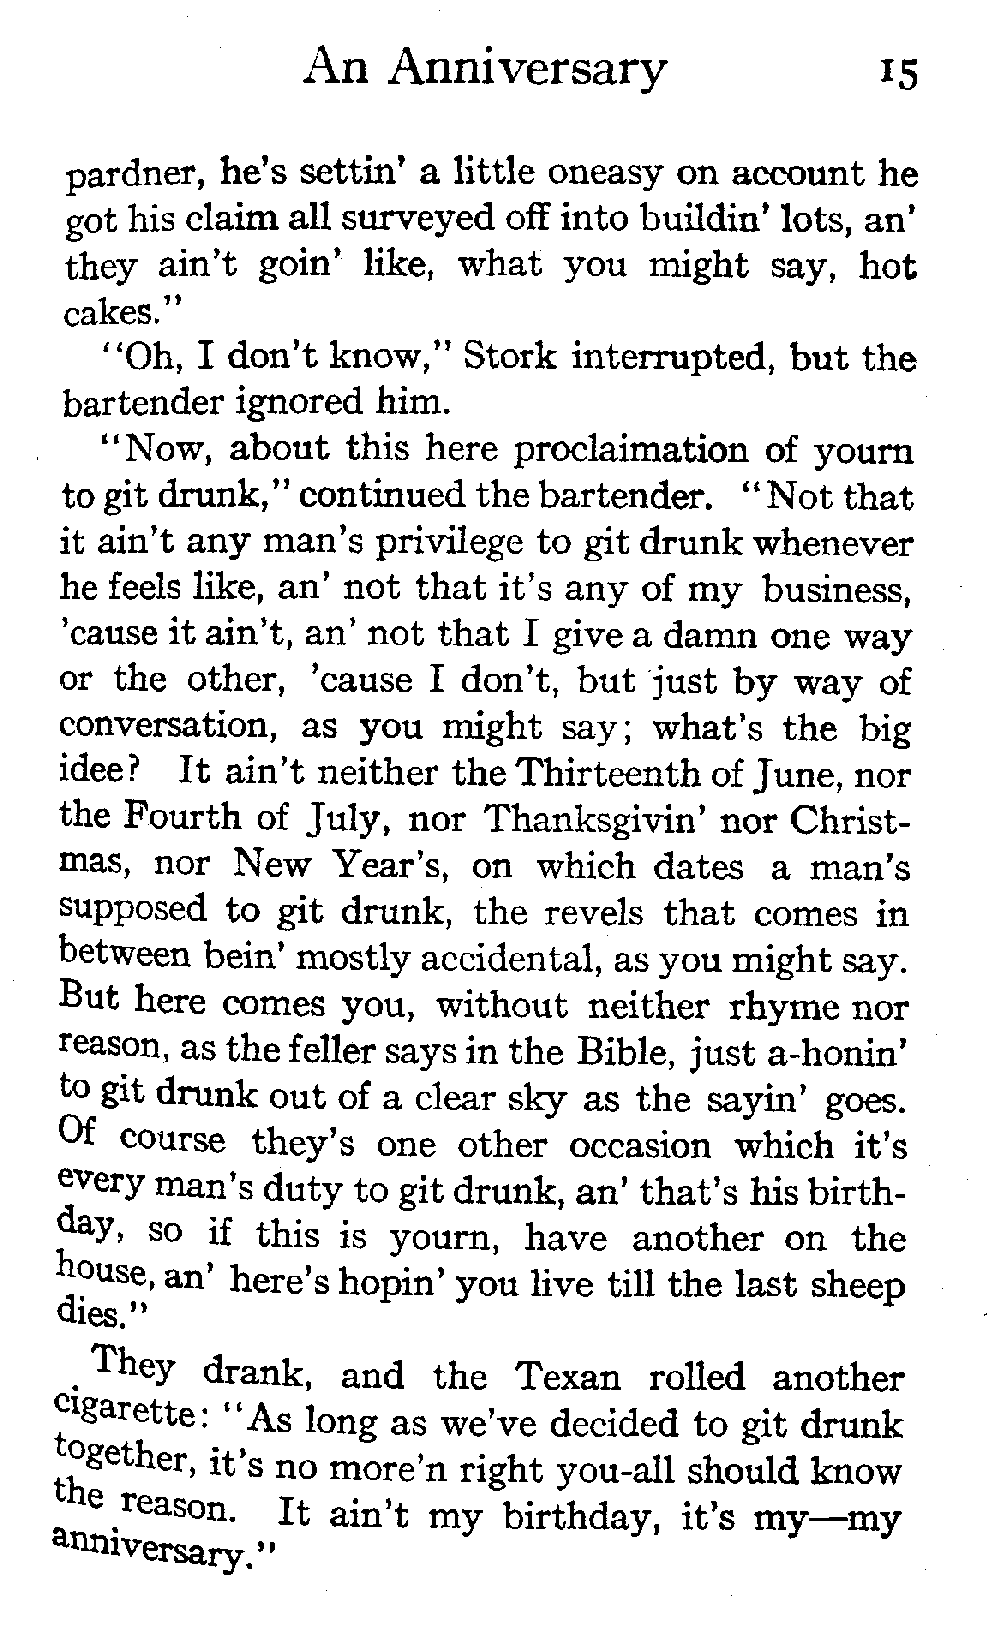 An Anniversary 15
pardner, he's settin' a little oneasy on account he
got his claim all surveyed off into buildin' lots, an'
they ain't goin' like, what you might say, hot
cakes."
"Oh, I don't know," Stork interrupted, but the
bartender ignored him.
"Now, about this here proclaimation of yourn
to git drunk," continued the bartender. "Not that
it ain't any man's privilege to git drunk whenever
he feels like, an' not that it's any of my business,
'cause it ain't, an' not that I give a damn one way
or the other, 'cause I don't, but just by way of
conversation, as you might say; what's the big
idee? It ain't neither the Thirteenth of June, nor
the Fourth of July, nor Thanksgivin' nor Christ-
mas, nor New Year's, on which dates a man's
supposed to git drunk, the revels that comes in
between bein' mostly accidental, as you might say.
But here comes you, without neither rhyme nor
reason, as the feller says in the Bible, just a-honin'
to git drunk out of a clear sky as the sayin' goes.
Of course they's one other occasion which it's
every man's duty to git drunk, an' that's his birth-
day, so if this is yourn, have another on the
house, an' here's hopin' you live till the last sheep
dies."
They drank, and the Texan rolled another
cigarette: "As long as we've decided to git drunk
together, it's no more'n right you-all should know
the reason. It ain't my birthday, it's my—my
anniversary."